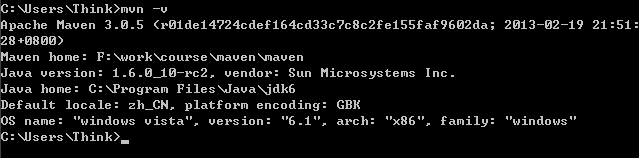 C:\Users\Think>mvn -v
Apache Maven 3.0.5 (r01de14724cdef164cd33c7c8c2fe155faf9602da; 2013-02-19 21:51:
28+0800)
Maven home: F:\work\course\maven\maven
Java version: 1.6.0_10-rc2, vendor: Sun Microsystems Inc.
Java home: C:\Program Files\Java\jdk6
Default locale: zh_CN, platform encoding: GBK
OS name: "windows vista", version: "6.1", arch: "x86", family: "windows"
C:\Users\Think>_